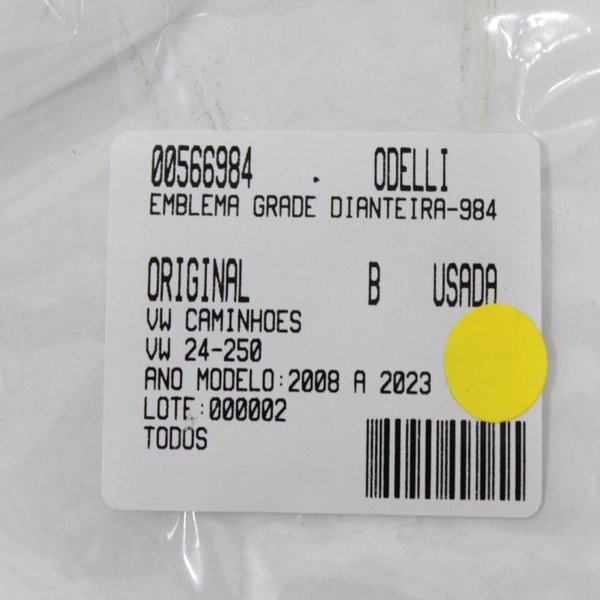 00566984 . ODELLI
EMBLEMA GRADE DIANTEIRA-984
ORIGINAL B USADA
VW CAMINHOES
VW 24-250
ANO MODELO:2008 A 2023
LOTE:000002
TODOS